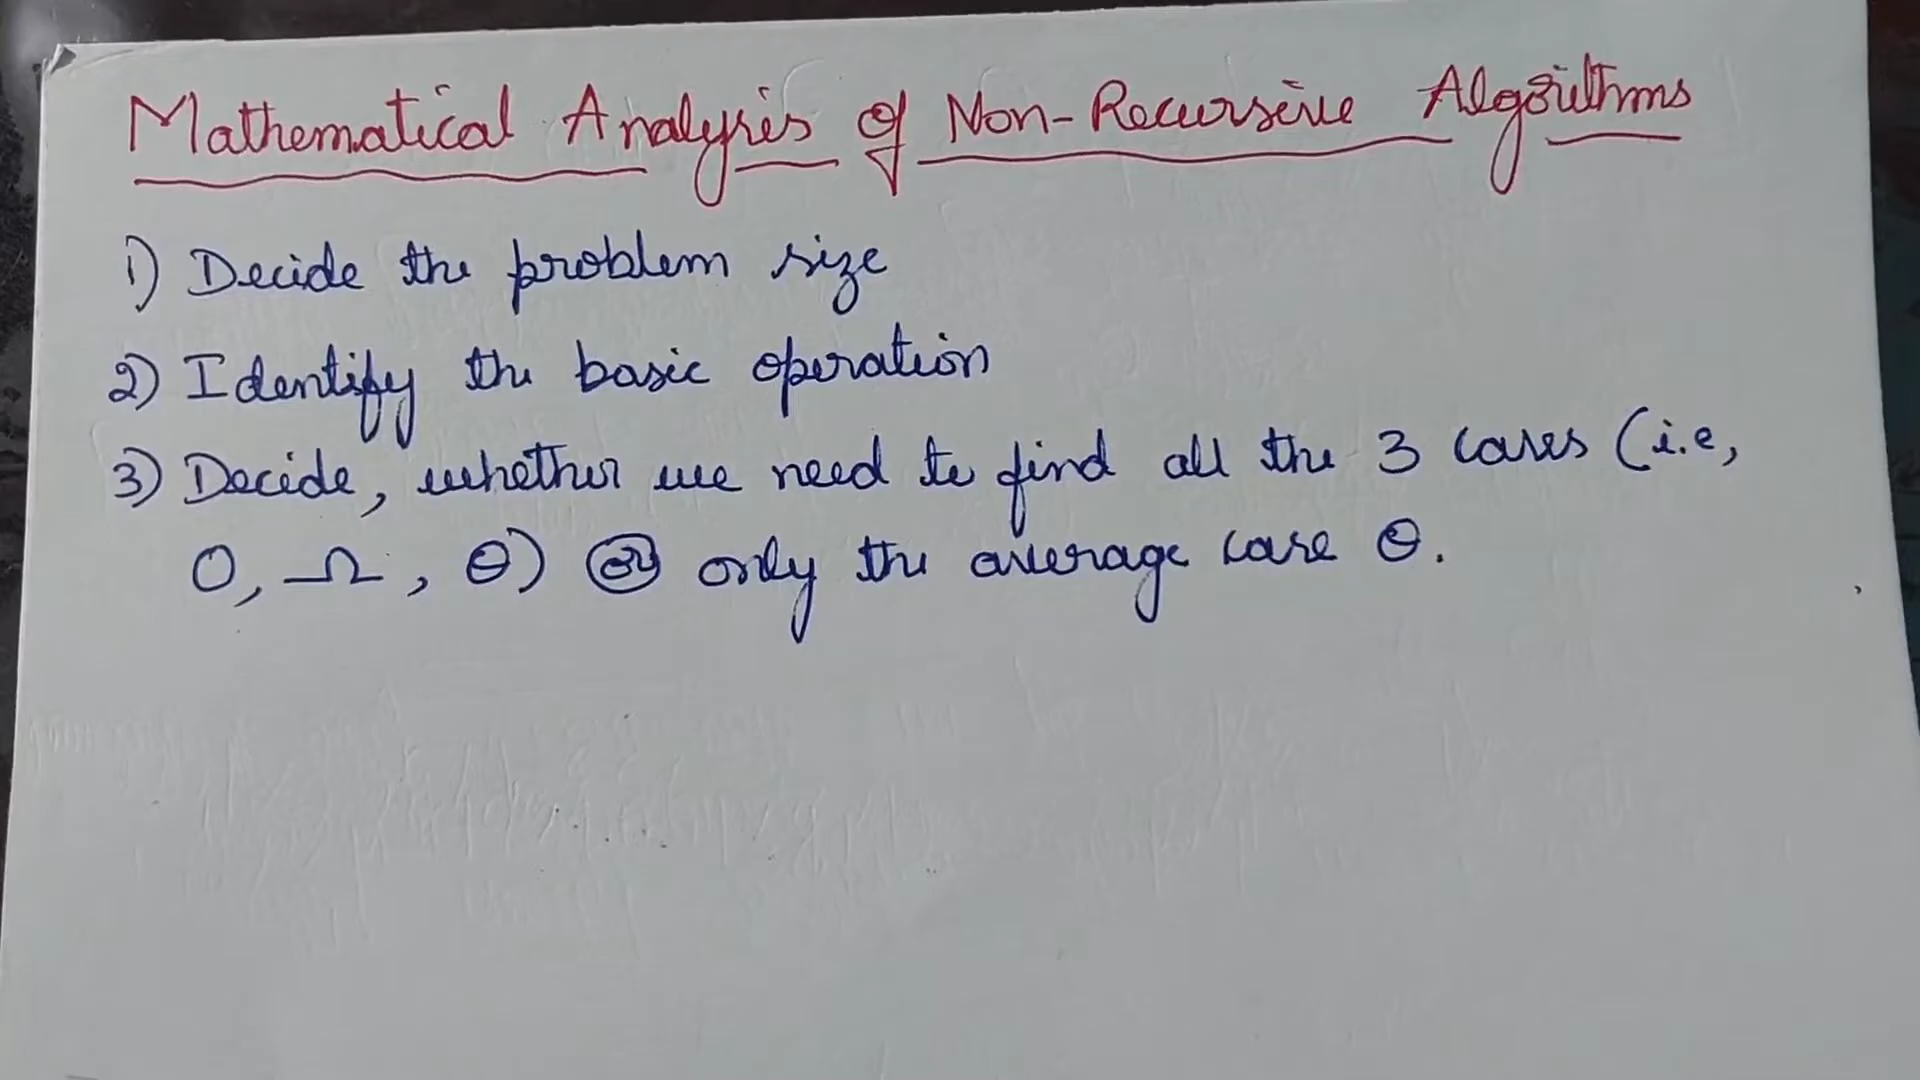 Mathematical Analysis of Non-Recursive Algorithms
1) Decide the problem size
2) Identify the basic operation
3) Decide, whether we need to find all the 3 cases (i.e,
O, Ω, Θ) or only the average case Θ.